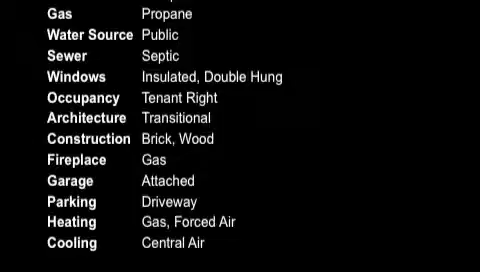 Gas Propane
Water Source Public
Sewer Septic
Windows Insulated, Double Hung
Occupancy Tenant Right
Architecture Transitional
Construction Brick, Wood
Fireplace Gas
Garage Attached
Parking Driveway
Heating Gas, Forced Air
Cooling Central Air